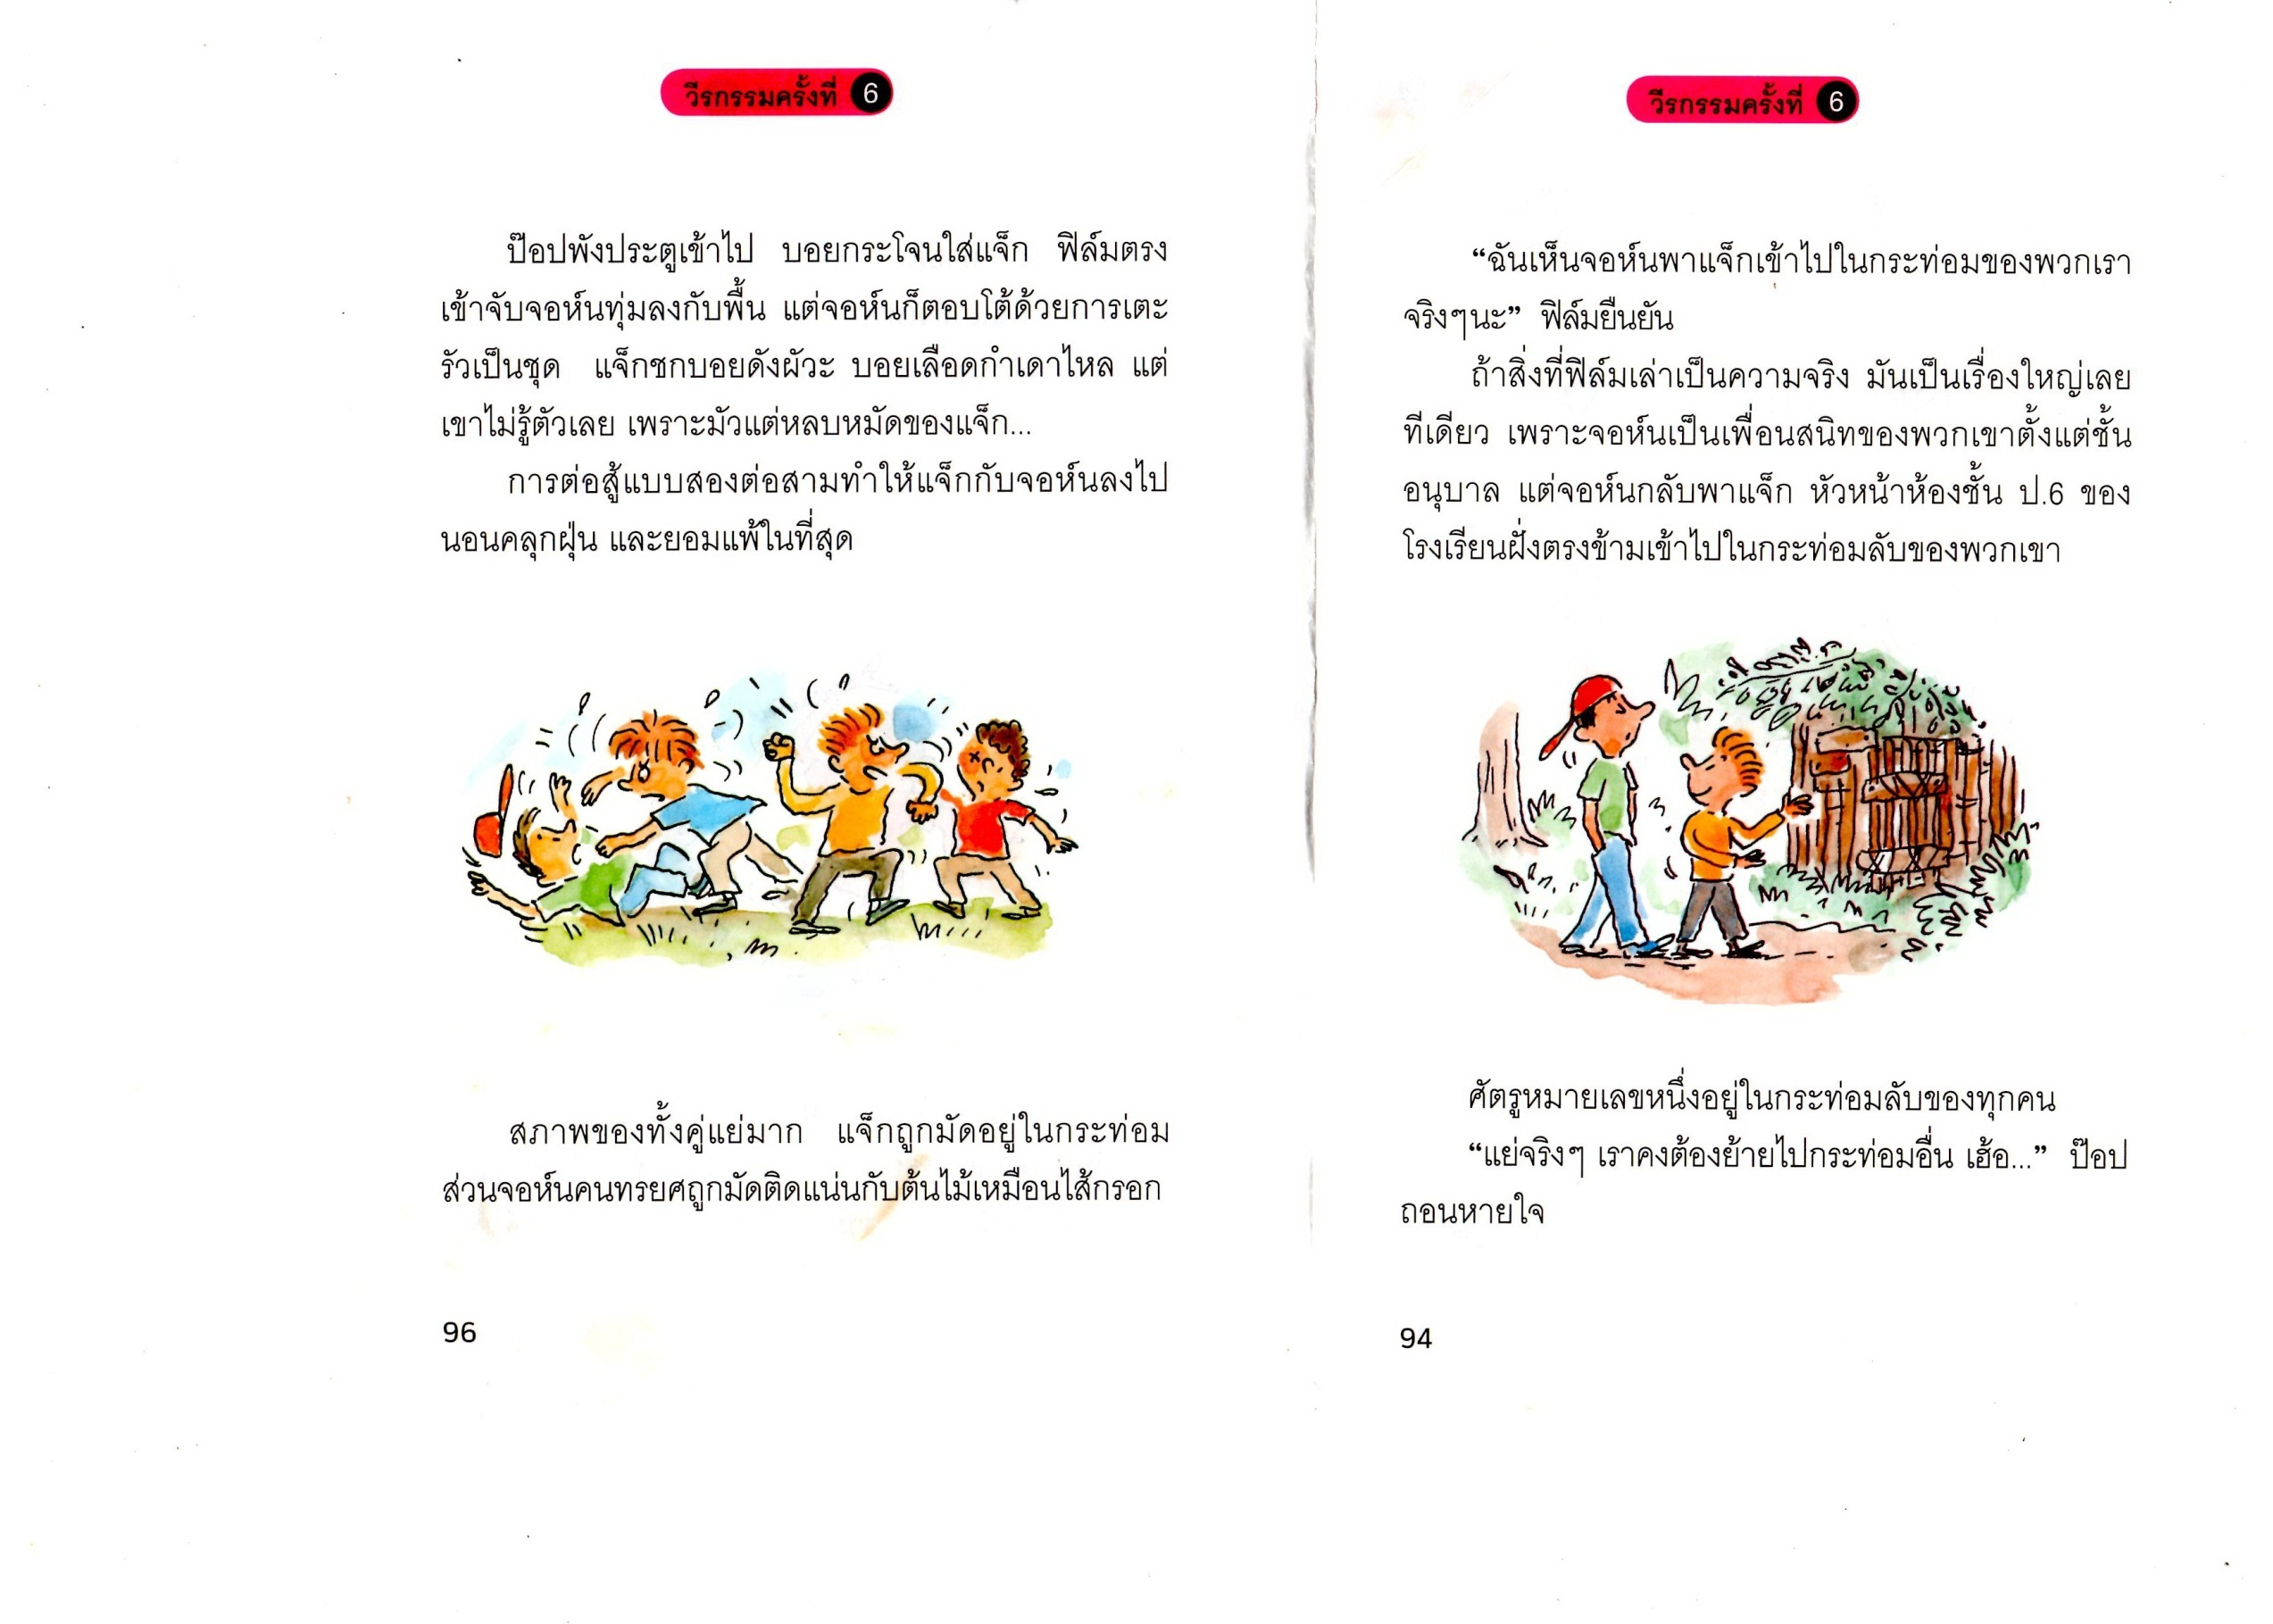 วีรกรรมครั้งที่ 6
ป๊อปพังประตูเข้าไป บอยกระโจนใส่แจ็ก ฟิล์มตรง
เข้าจับจอห์นทุ่มลงกับพื้น แต่จอห์นก็ตอบโต้ด้วยการเตะ
รัวเป็นชุด แจ็กชกบอยดังผัวะ บอยเลือดกำเดาไหล แต่
เขาไม่รู้ตัวเลย เพราะมัวแต่หลบหมัดของแจ็ก...
การต่อสู้แบบสองต่อสามทำให้แจ็กกับจอห์นลงไป
นอนคลุกฝุ่น และยอมแพ้ในที่สุด
สภาพของทั้งคู่แย่มาก แจ็กถูกมัดอยู่ในกระท่อม
ส่วนจอห์นคนทรยศถูกมัดติดแน่นกับต้นไม้เหมือนไส้กรอก
96
วีรกรรมครั้งที่ 6
“ฉันเห็นจอห์นพาแจ็กเข้าไปในกระท่อมของพวกเรา
จริงๆนะ” ฟิล์มยืนยัน
ถ้าสิ่งที่ฟิล์มเล่าเป็นความจริง มันเป็นเรื่องใหญ่เลย
ทีเดียว เพราะจอห์นเป็นเพื่อนสนิทของพวกเขาตั้งแต่ชั้น
อนุบาล แต่จอห์นกลับพาแจ็ก หัวหน้าห้องชั้น ป.6 ของ
โรงเรียนฝั่งตรงข้ามเข้าไปในกระท่อมลับของพวกเขา
ศัตรูหมายเลขหนึ่งอยู่ในกระท่อมลับของทุกคน
“แย่จริงๆ เราคงต้องย้ายไปกระท่อมอื่น เฮ้อ...” ป๊อป
ถอนหายใจ
94